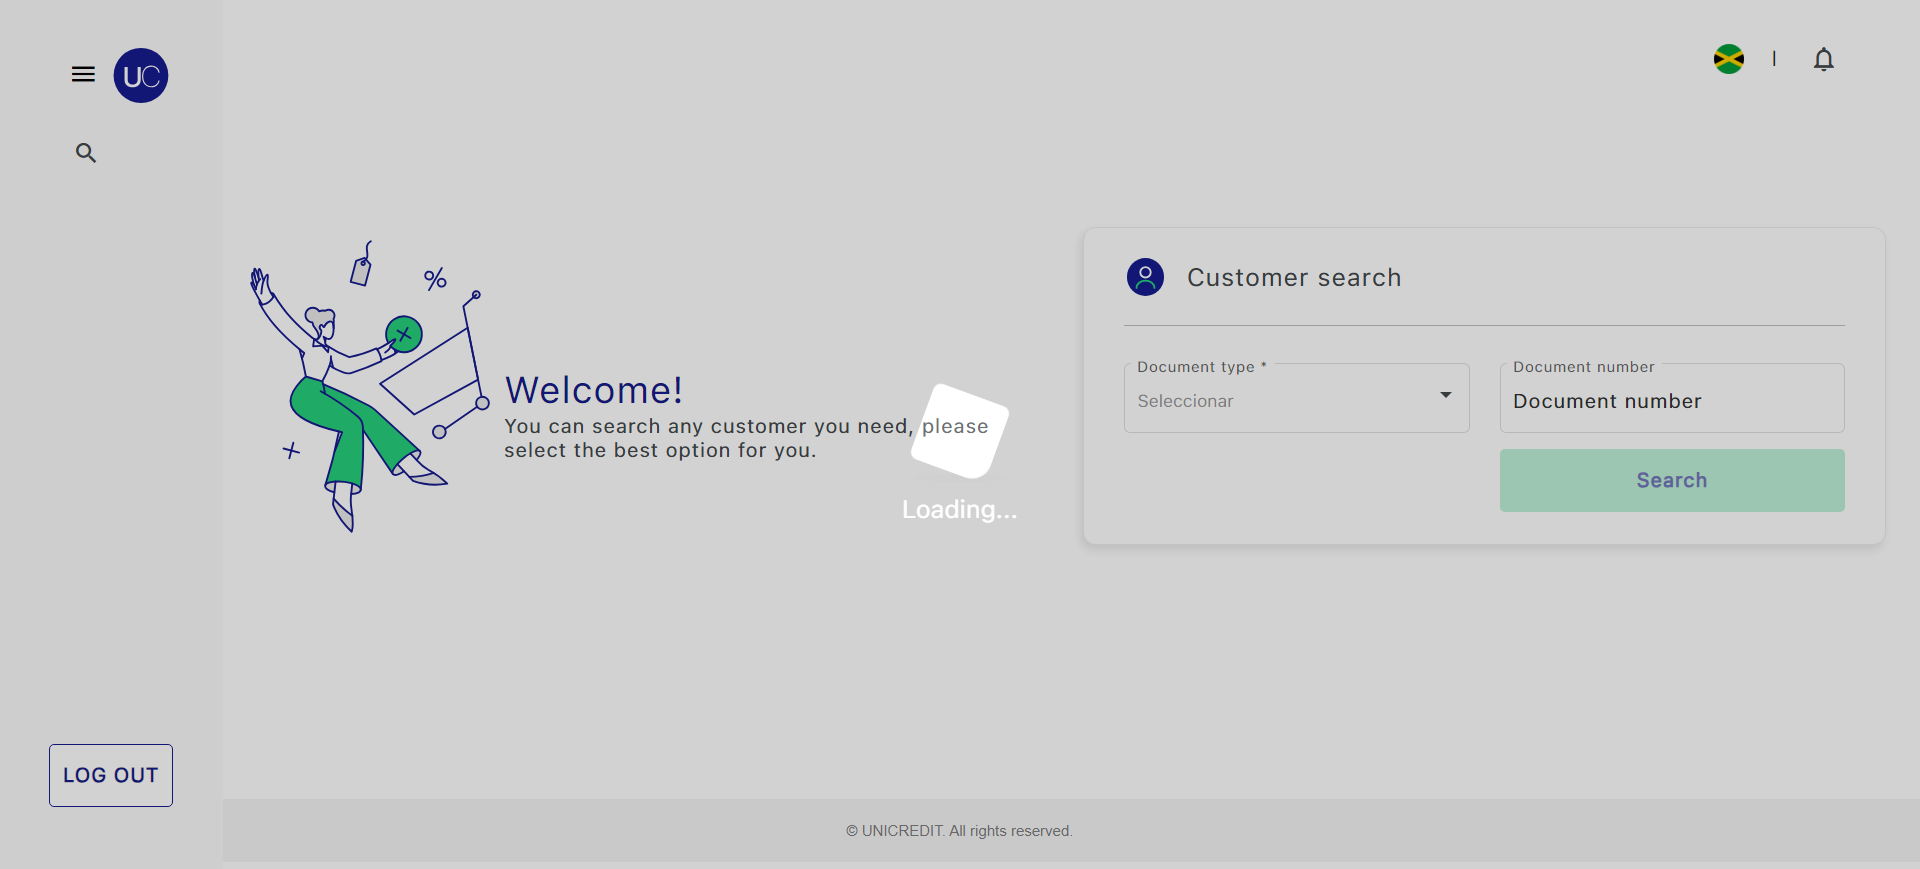 UC
Customer search
Document type *
Document number
Seleccionar
Document number
Welcome!
You can search any customer you need, please
select the best option for you.
Search
Loading...
LOG OUT
© UNICREDIT. All rights reserved.